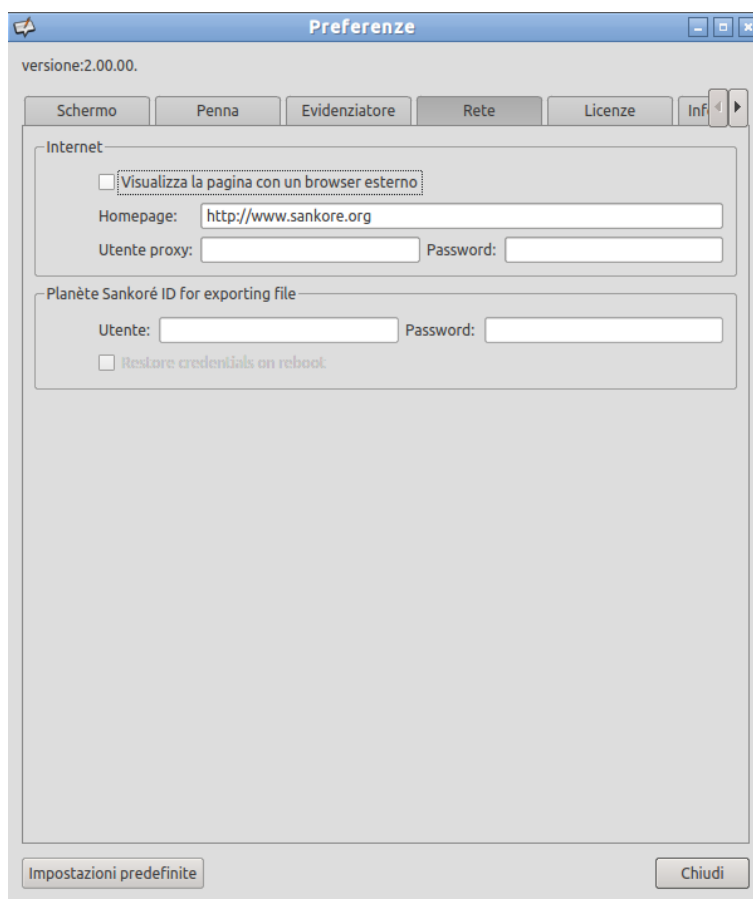 Preferenze
versione:2.00.00.
Schermo Penna Evidenziatore Rete Licenze Inf
Internet
Visualizza la pagina con un browser esterno
Homepage: http://www.sankore.org
Utente proxy: Password:
Planète Sankoré ID for exporting file
Utente: Password:
Restore credentials on reboot
Impostazioni predefinite Chiudi